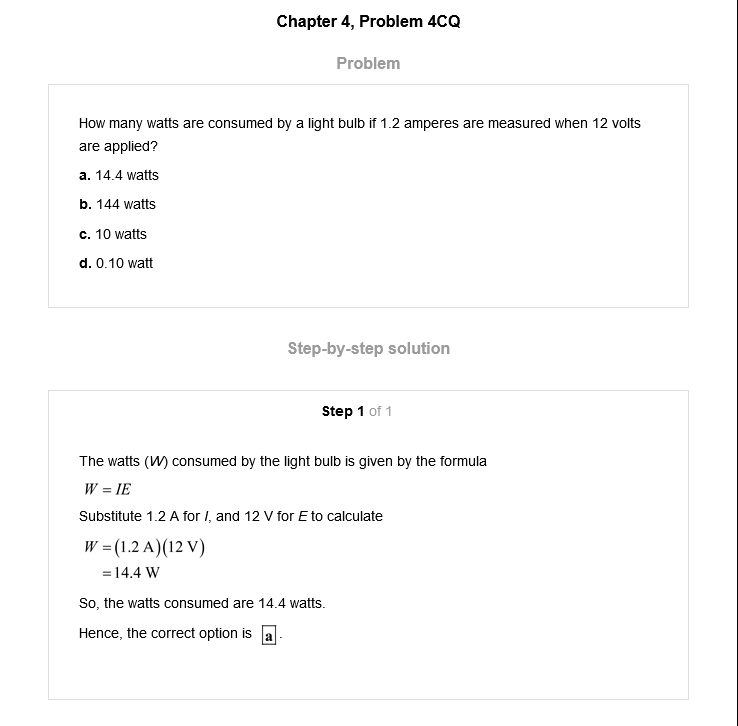 Chapter 4, Problem 4CQ
Problem
How many watts are consumed by a light bulb if 1.2 amperes are measured when 12 volts
are applied?
a. 14.4 watts
b. 144 watts
c. 10 watts
d. 0.10 watt
Step-by-step solution
Step 1 of 1
The watts (W) consumed by the light bulb is given by the formula
W = IE
Substitute 1.2 A for I, and 12 V for E to calculate
W = (1.2 A)(12 V)
= 14.4 W
So, the watts consumed are 14.4 watts.
Hence, the correct option is a.